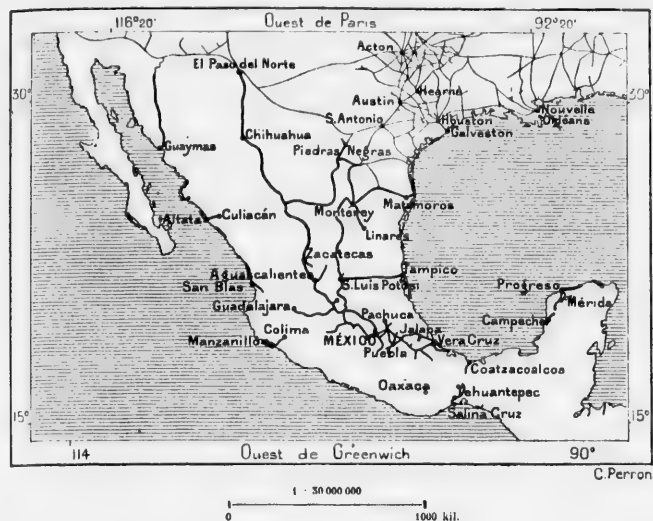 116°20' Ouest de Paris 92°20'
Acton
El Paso del Norte
Hearne
30° Austin Nouvelle 30°
Orléans
S. Antonio Houston
Galveston
Chihuahua
Guaymas Piedras Negras
Altata Culiacán Monterey Matamoros
Linares
Zacatecas
Aguascalientes Tampico
San Blas S. Luis Potosi Progreso
Mérida
Guadalajara Pachuca Campeche
Colima Jalapa
Manzanillo MÉXICO Vera Cruz
Puebla
Coatzacoalcos
Oaxaca Tehuantepec
15° Salina Cruz 15°
114 Ouest de Greenwich 90°
C. Perron
1 : 30 000 000
0 1000 kil.